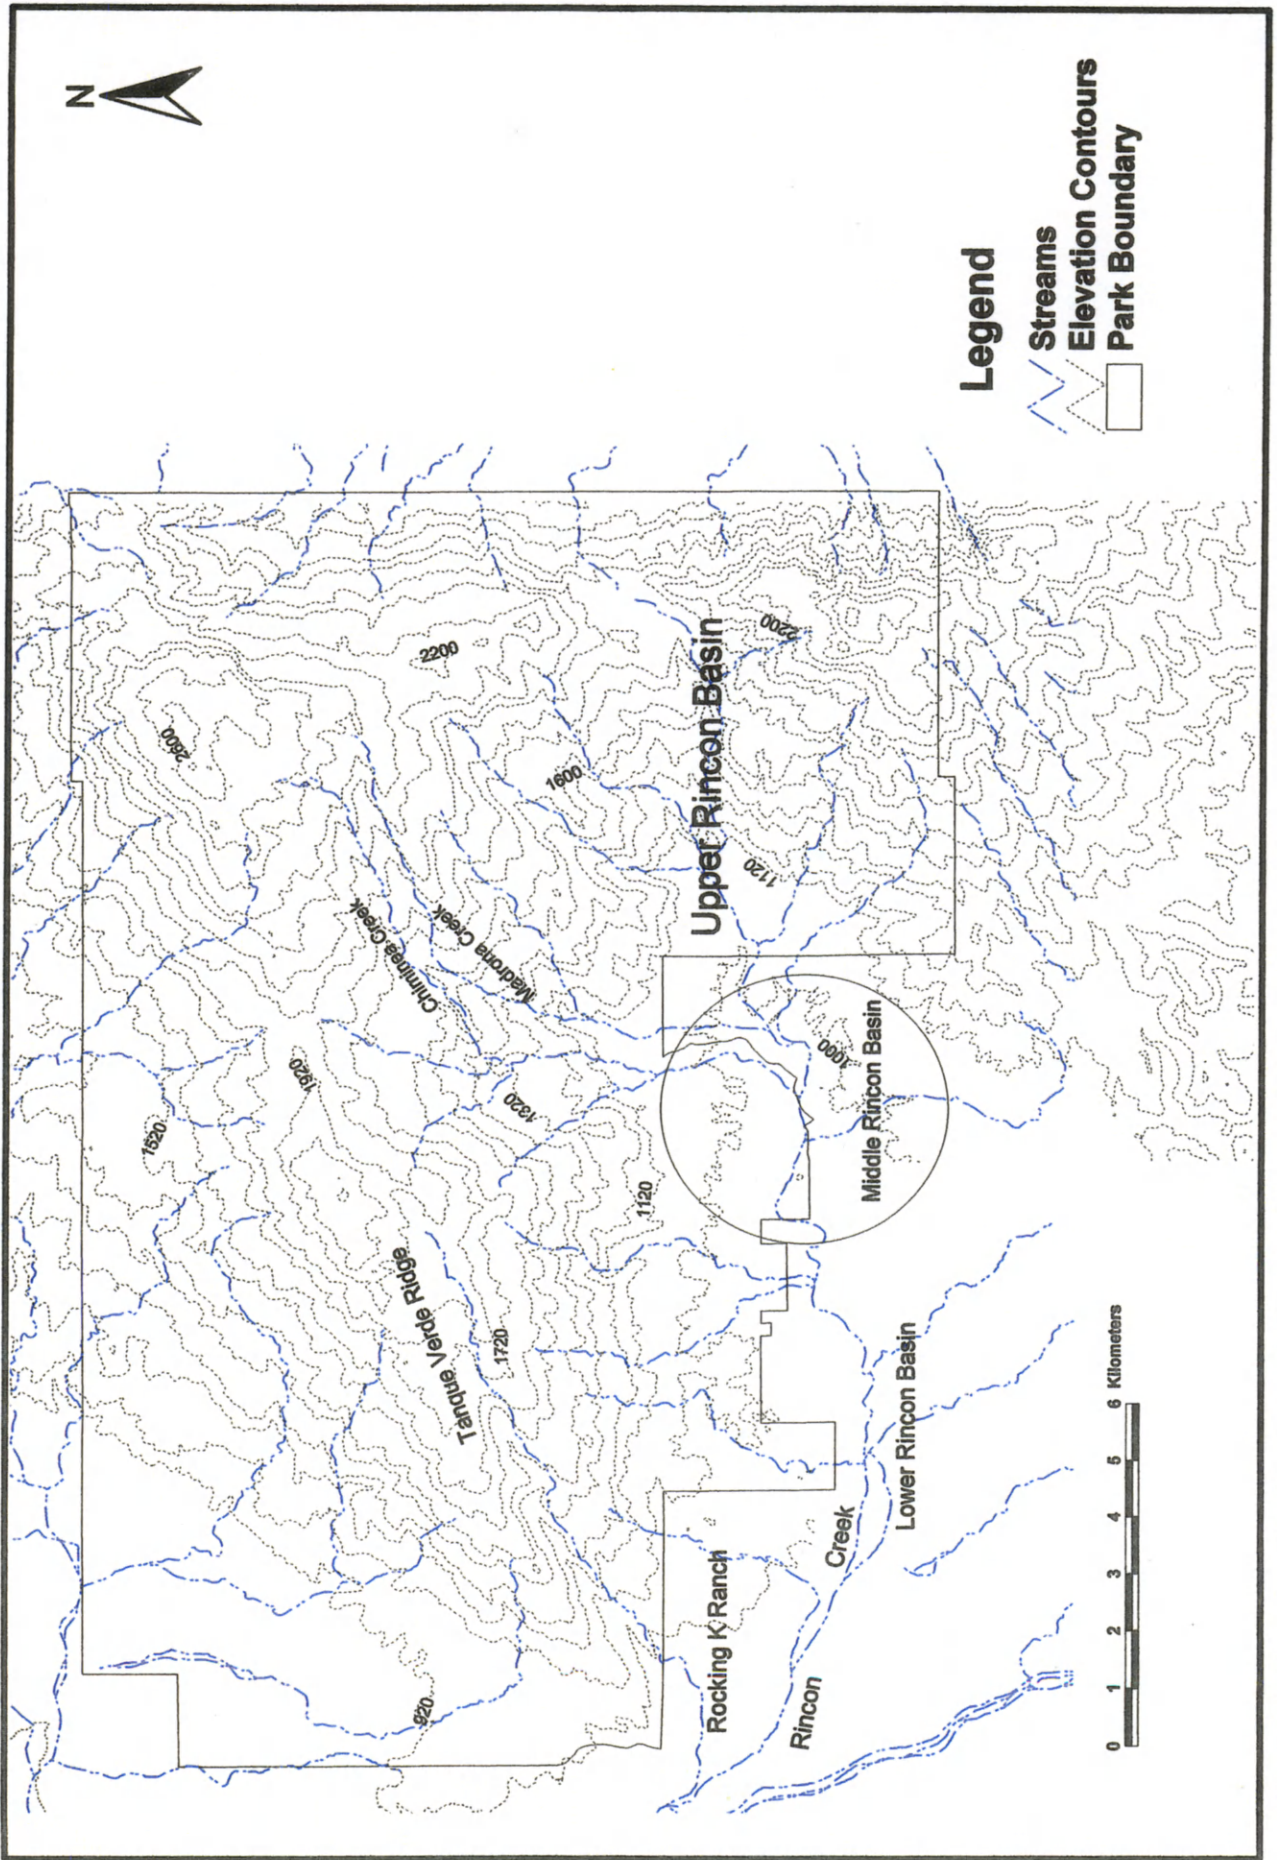 N
2600
2200
1520
1920
Chiminea Creek
Madrona Creek
1600
2200
Tanque Verde Ridge
1320
1720
920
1120
Upper Rincon Basin
1120
1000
Middle Rincon Basin
Rocking K Ranch
Rincon
Creek
Lower Rincon Basin
Legend
Streams
Elevation Contours
Park Boundary
0 1 2 3 4 5 6 Kilometers